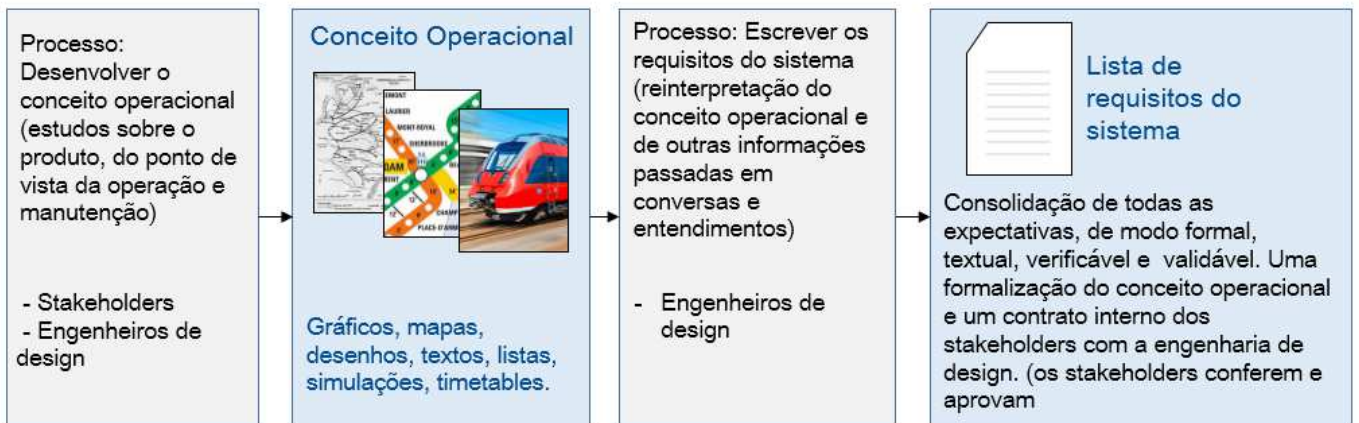 Processo:
Desenvolver o
conceito operacional
(estudos sobre o
produto, do ponto de
vista da operação e
manutenção)
- Stakeholders
- Engenheiros de
design
Conceito Operacional
LAURIER
MONT-ROYAL
SHERBROOKE
Gráficos, mapas,
desenhos, textos, listas,
simulações, timetables.
Processo: Escrever os
requisitos do sistema
(reinterpretação do
conceito operacional e
de outras informações
passadas em
conversas e
entendimentos)
- Engenheiros de
design
Lista de
requisitos do
sistema
Consolidação de todas as
expectativas, de modo formal,
textual, verificável e validável. Uma
formalização do conceito operacional
e um contrato interno dos
stakeholders com a engenharia de
design. (os stakeholders conferem e
aprovam